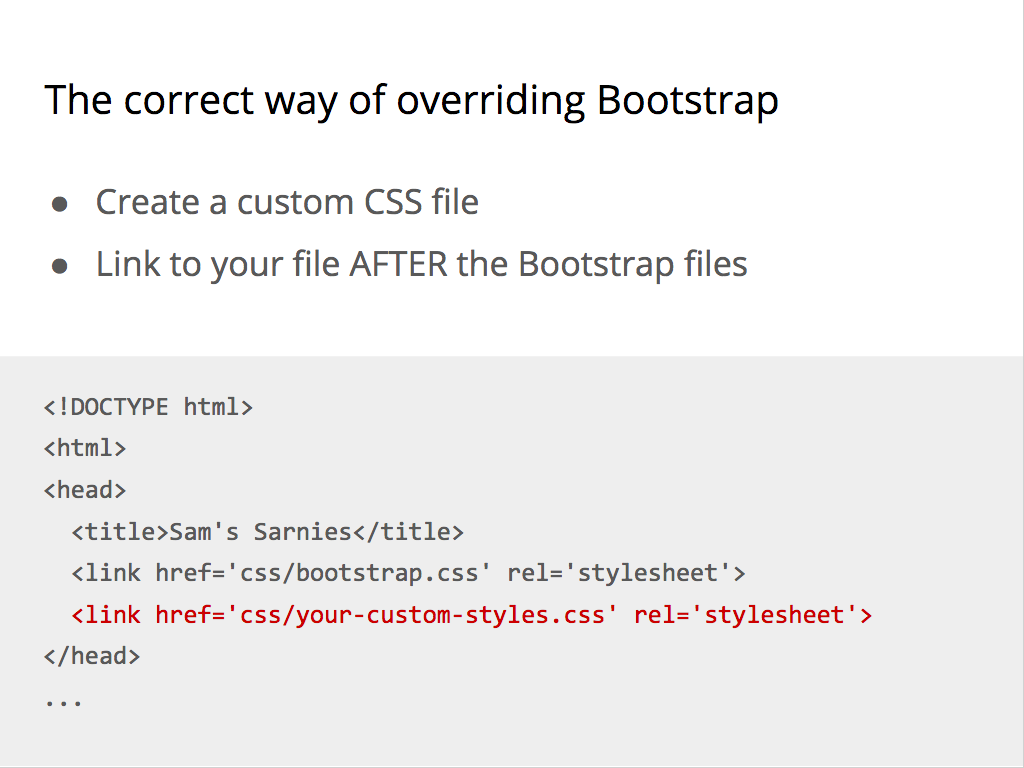 The correct way of overriding Bootstrap
● Create a custom CSS file
● Link to your file AFTER the Bootstrap files
<!DOCTYPE html>
<html>
<head>
  <title>Sam's Sarnies</title>
  <link href='css/bootstrap.css' rel='stylesheet'>
  <link href='css/your-custom-styles.css' rel='stylesheet'>
</head>
...